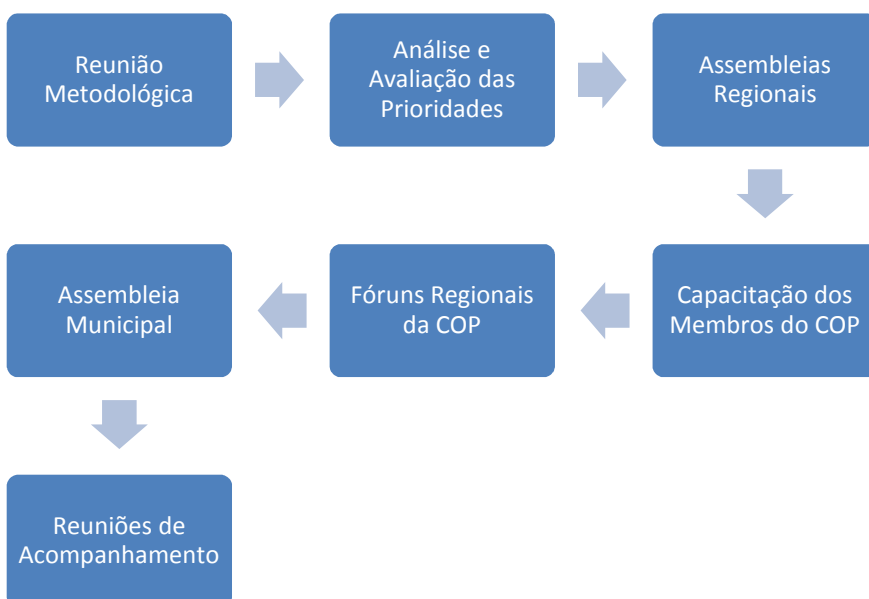 Reunião
Metodológica
Análise e
Avaliação das
Prioridades
Assembleias
Regionais
Capacitação dos
Membros do COP
Fóruns Regionais
da COP
Assembleia
Municipal
Reuniões de
Acompanhamento